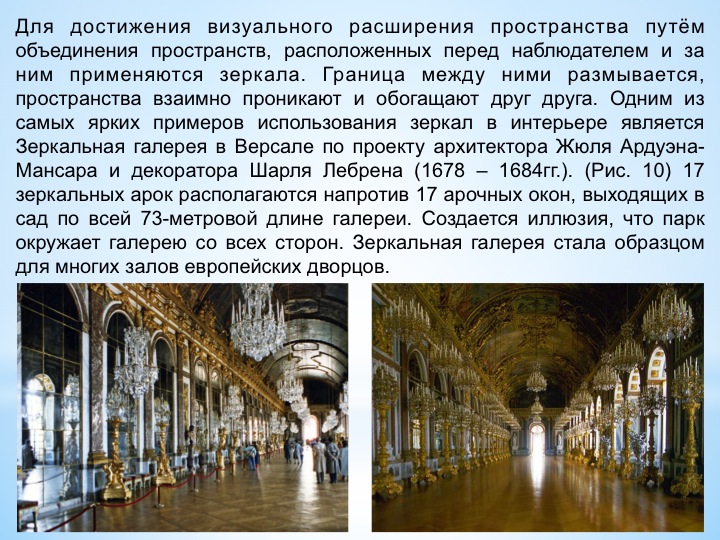 Для достижения визуального расширения пространства путём
объединения пространств, расположенных перед наблюдателем и за
ним применяются зеркала. Граница между ними размывается,
пространства взаимно проникают и обогащают друг друга. Одним из
самых ярких примеров использования зеркал в интерьере является
Зеркальная галерея в Версале по проекту архитектора Жюля Ардуэна-
Мансара и декоратора Шарля Лебрена (1678 – 1684гг.). (Рис. 10) 17
зеркальных арок располагаются напротив 17 арочных окон, выходящих в
сад по всей 73-метровой длине галереи. Создается иллюзия, что парк
окружает галерею со всех сторон. Зеркальная галерея стала образцом
для многих залов европейских дворцов.